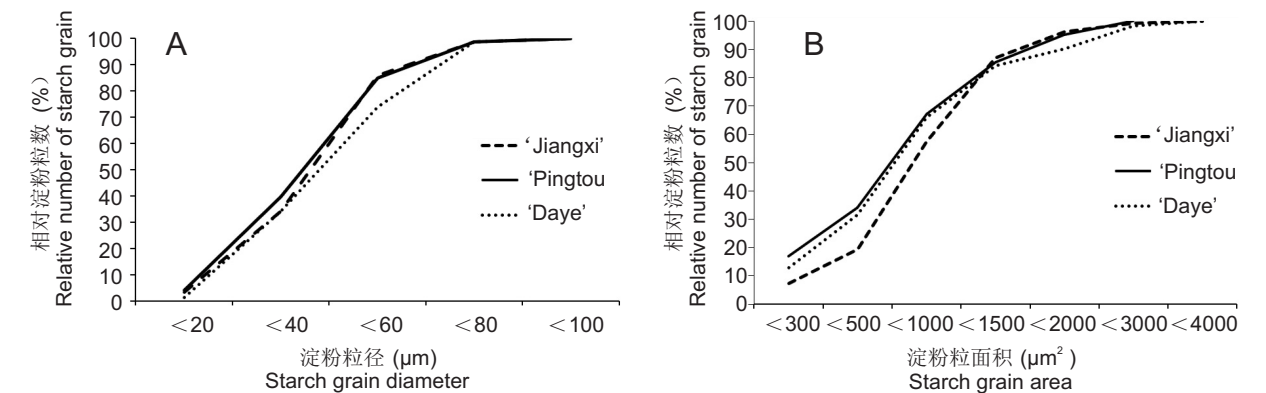 A
相对淀粉粒数 (%)
Relative number of starch grain
100
90
80
70
60
50
40
30
20
10
0
‘Jiangxi’
‘Pingtou
‘Daye’
＜20 ＜40 ＜60 ＜80 ＜100
淀粉粒径 (μm)
Starch grain diameter
B
相对淀粉粒数 (%）
Relative number of starch grain
100
90
80
70
60
50
40
30
20
10
0
‘Jiangxi’
‘Pingtou
‘Daye’
＜300 ＜500 ＜1000 ＜1500 ＜2000 ＜3000 ＜4000
淀粉粒面积 (μm² )
Starch grain area